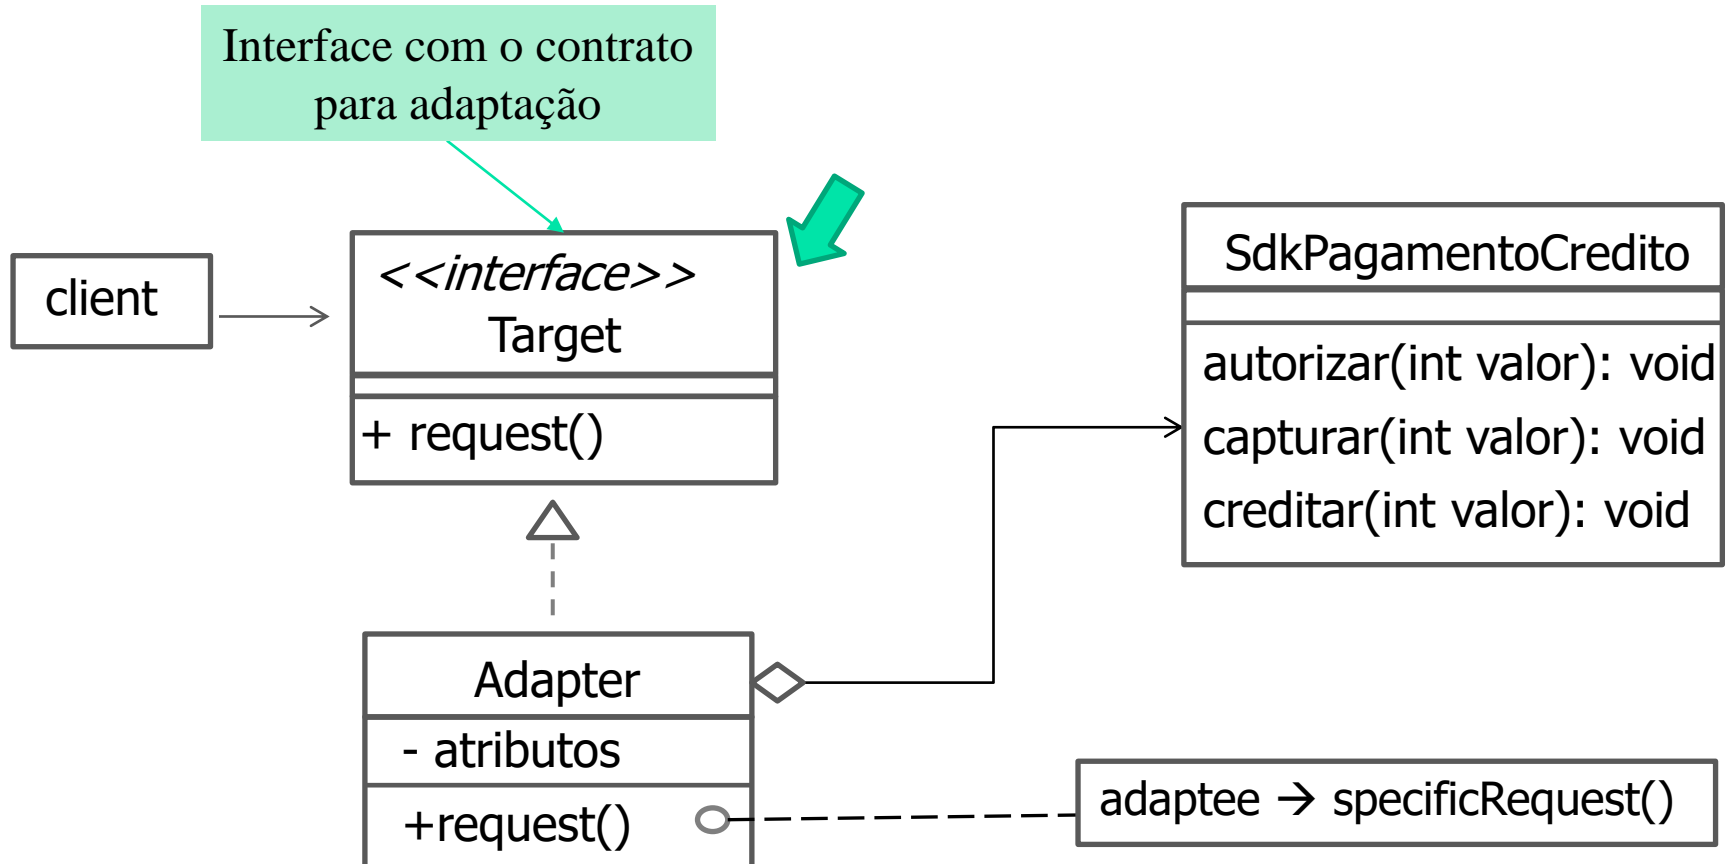 Interface com o contrato
para adaptação
client
<<interface>>
Target
+ request()
SdkPagamentoCredito
autorizar(int valor): void
capturar(int valor): void
creditar(int valor): void
Adapter
- atributos
+request()
adaptee → specificRequest()